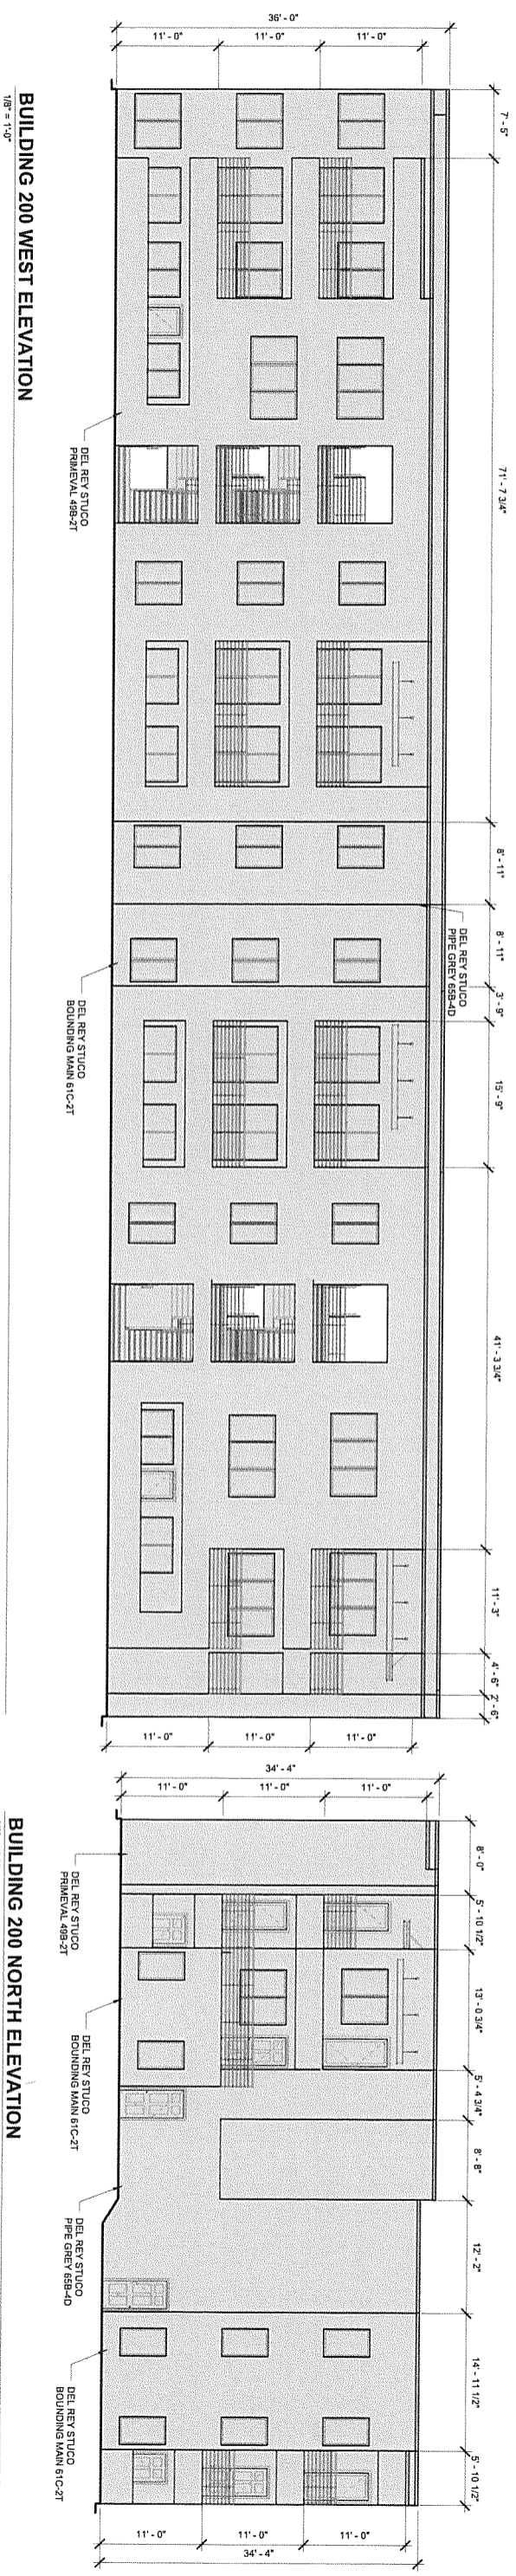 36' - 0"
11' - 0"
11' - 0"
11' - 0"
7' - 5"
71' - 7 3/4"
8' - 11"
8' - 11"
3' - 9"
15' - 9"
41' - 3 3/4"
11' - 3"
4' - 6"
2' - 6"
DEL REY STUCO
PRIMEVAL 49B-2T
DEL REY STUCO
PIPE GREY 65B-4D
DEL REY STUCO
BOUNDING MAIN 61C-2T
11' - 0"
11' - 0"
11' - 0"
BUILDING 200 WEST ELEVATION
1/8" = 1'-0"
34' - 4"
11' - 0"
11' - 0"
11' - 0"
8' - 0"
5' - 10 1/2"
13' - 0 3/4"
5' - 4 3/4"
8' - 8"
12' - 2"
14' - 11 1/2"
5' - 10 1/2"
DEL REY STUCO
PRIMEVAL 49B-2T
DEL REY STUCO
BOUNDING MAIN 61C-2T
DEL REY STUCO
PIPE GREY 65B-4D
DEL REY STUCO
BOUNDING MAIN 61C-2T
11' - 0"
11' - 0"
11' - 0"
34' - 4"
BUILDING 200 NORTH ELEVATION